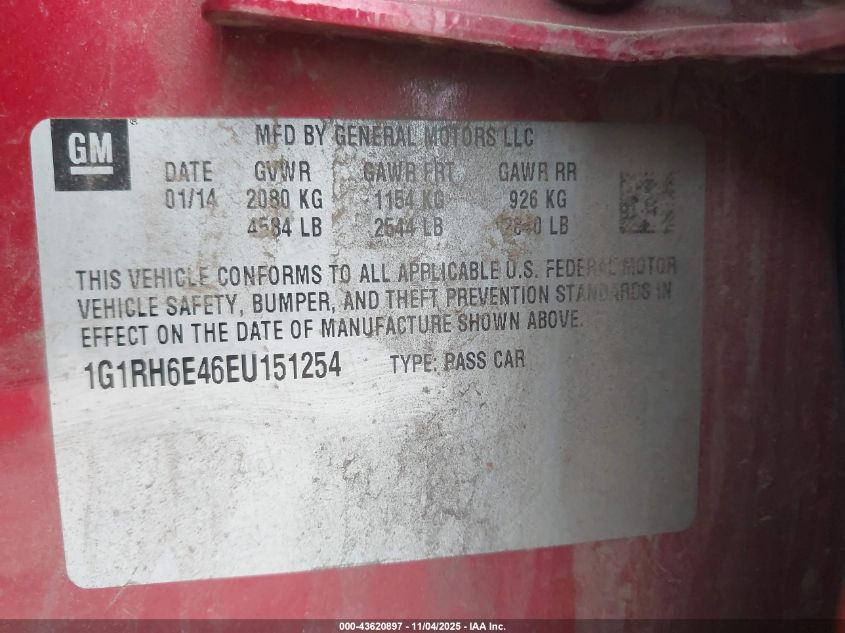 GM ®
MFD BY GENERAL MOTORS LLC
DATE GVWR GAWR FRT GAWR RR
01/14 2080 KG 1154 KG 926 KG
4584 LB 2544 LB LB
THIS VEHICLE CONFORMS TO ALL APPLICABLE U.S. FEDERAL MOTOR
VEHICLE SAFETY, BUMPER, AND THEFT PREVENTION STANDARDS IN
EFFECT ON THE DATE OF MANUFACTURE SHOWN ABOVE.
1G1RH6E46EU151254 TYPE: PASS CAR
000-43620897 - 11/04/2025 - IAA Inc.